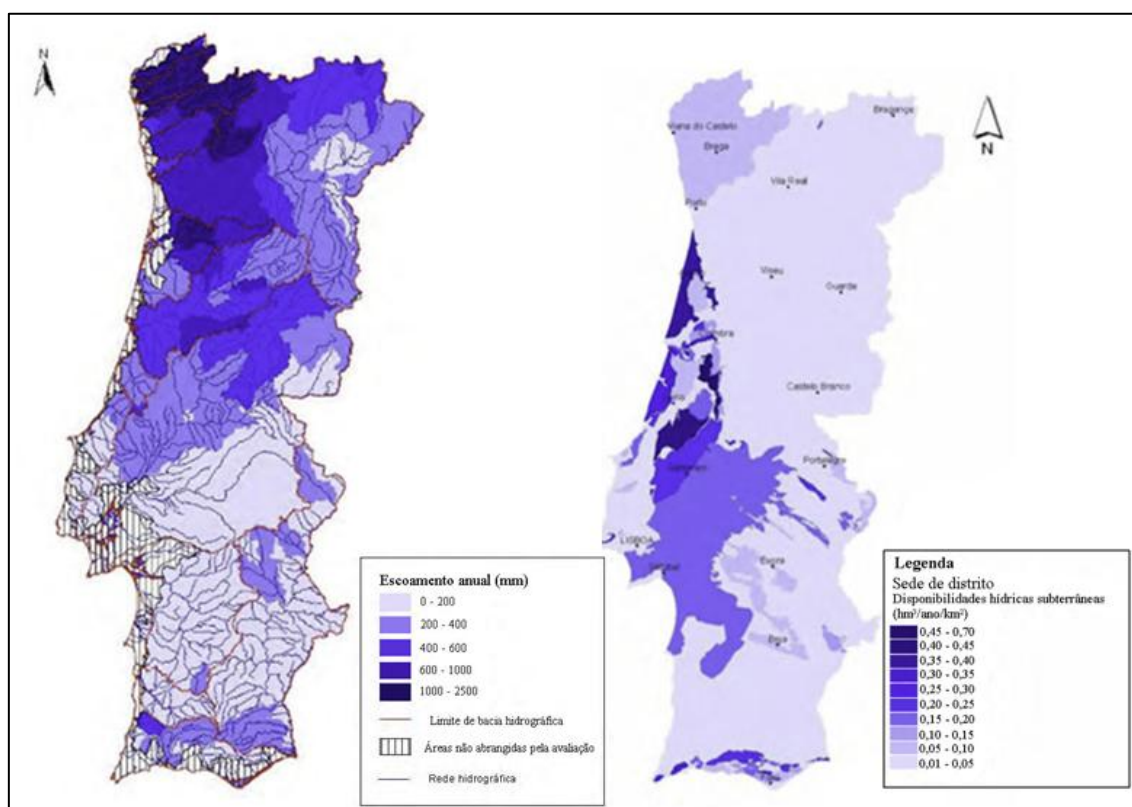 N
Escoamento anual (mm)
0 - 200
200 - 400
400 - 600
600 - 1000
1000 - 2500
Limite de bacia hidrográfica
Áreas não abrangidas pela avaliação
Rede hidrográfica
Bragança
Viana do Castelo
Braga
N
Vila Real
Porto
Viseu
Guarda
Castelo Branco
Portalegre
LISBOA
Setúbal
Évora
Beja
Legenda
Sede de distrito
Disponibilidades hídricas subterrâneas
(hm³/ano/km²)
0,45 - 0,70
0,40 - 0,45
0,35 - 0,40
0,30 - 0,35
0,25 - 0,30
0,20 - 0,25
0,15 - 0,20
0,10 - 0,15
0,05 - 0,10
0,01 - 0,05